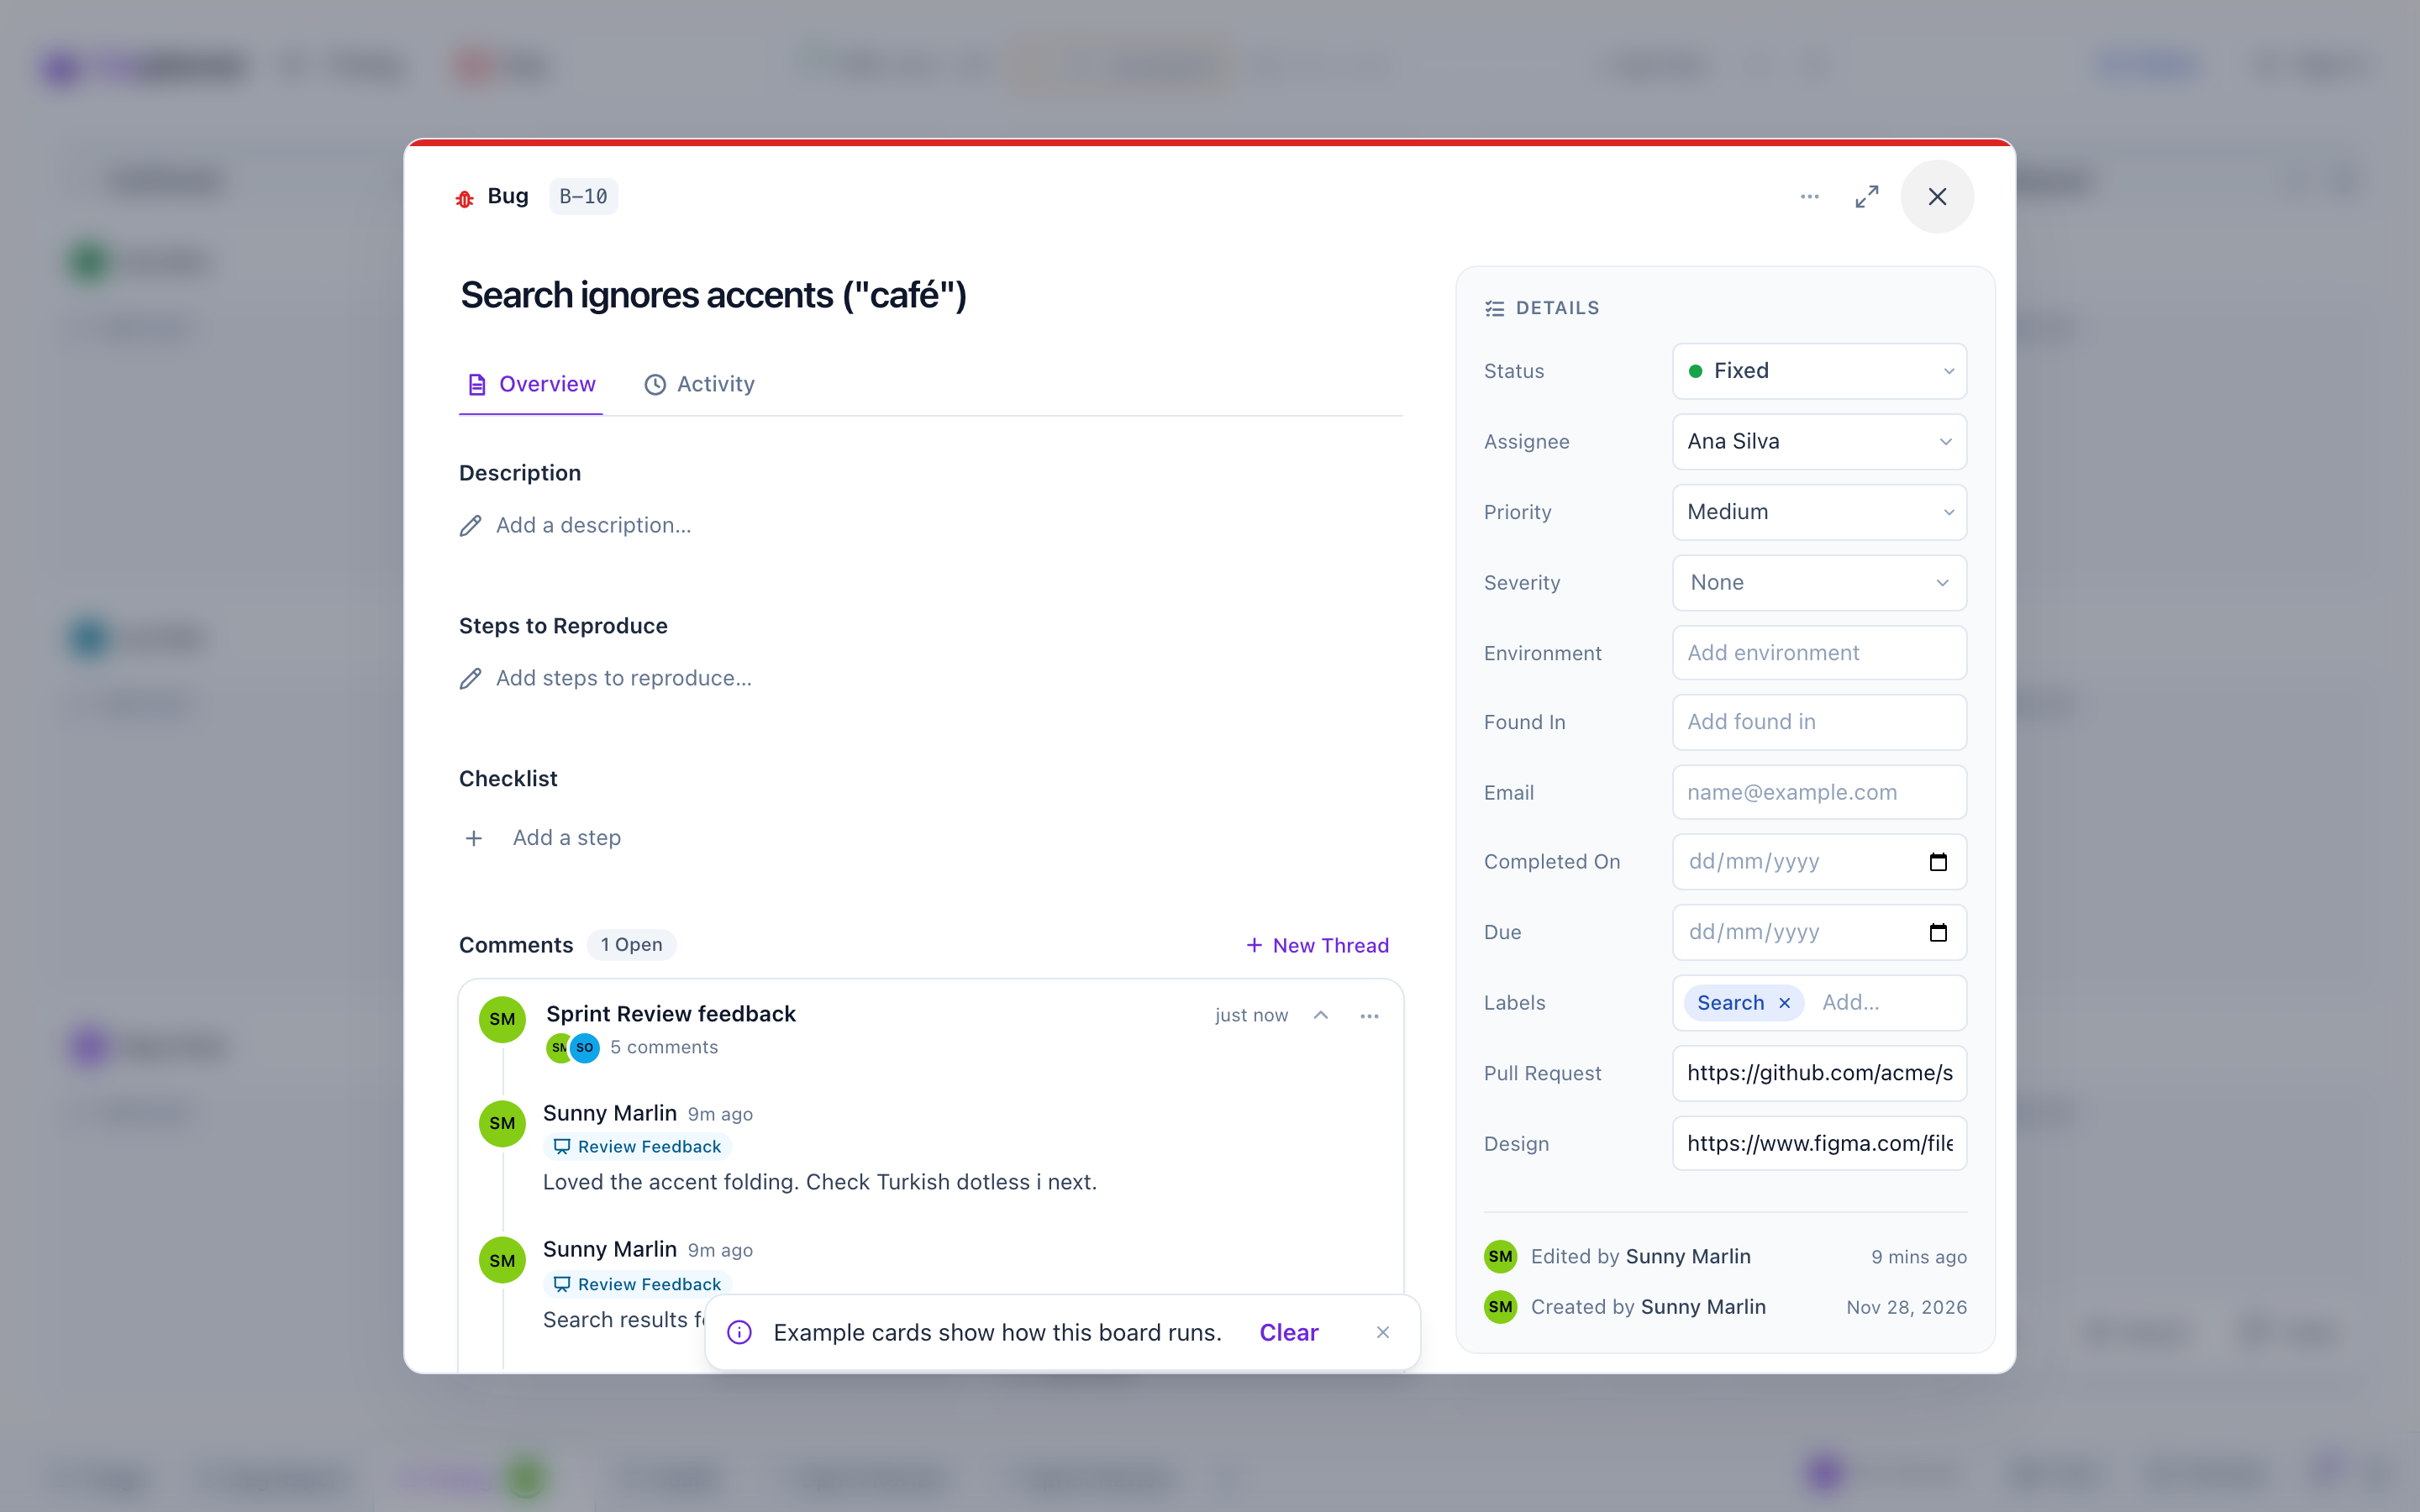 Bug B-10
Search ignores accents ("café")
Overview Activity
Description
Add a description...
Steps to Reproduce
Add steps to reproduce...
Checklist
Add a step
Comments 1 Open New Thread
SM Sprint Review feedback just now
SM SO 5 comments
SM Sunny Marlin 9m ago
Review Feedback
Loved the accent folding. Check Turkish dotless i next.
SM Sunny Marlin 9m ago
Review Feedback
Search results
Example cards show how this board runs. Clear
DETAILS
Status Fixed
Assignee Ana Silva
Priority Medium
Severity None
Environment Add environment
Found In Add found in
Email name@example.com
Completed On dd/mm/yyyy
Due dd/mm/yyyy
Labels Search Add...
Pull Request https://github.com/acme/s
Design https://www.figma.com/file
SM Edited by Sunny Marlin 9 mins ago
SM Created by Sunny Marlin Nov 28, 2026